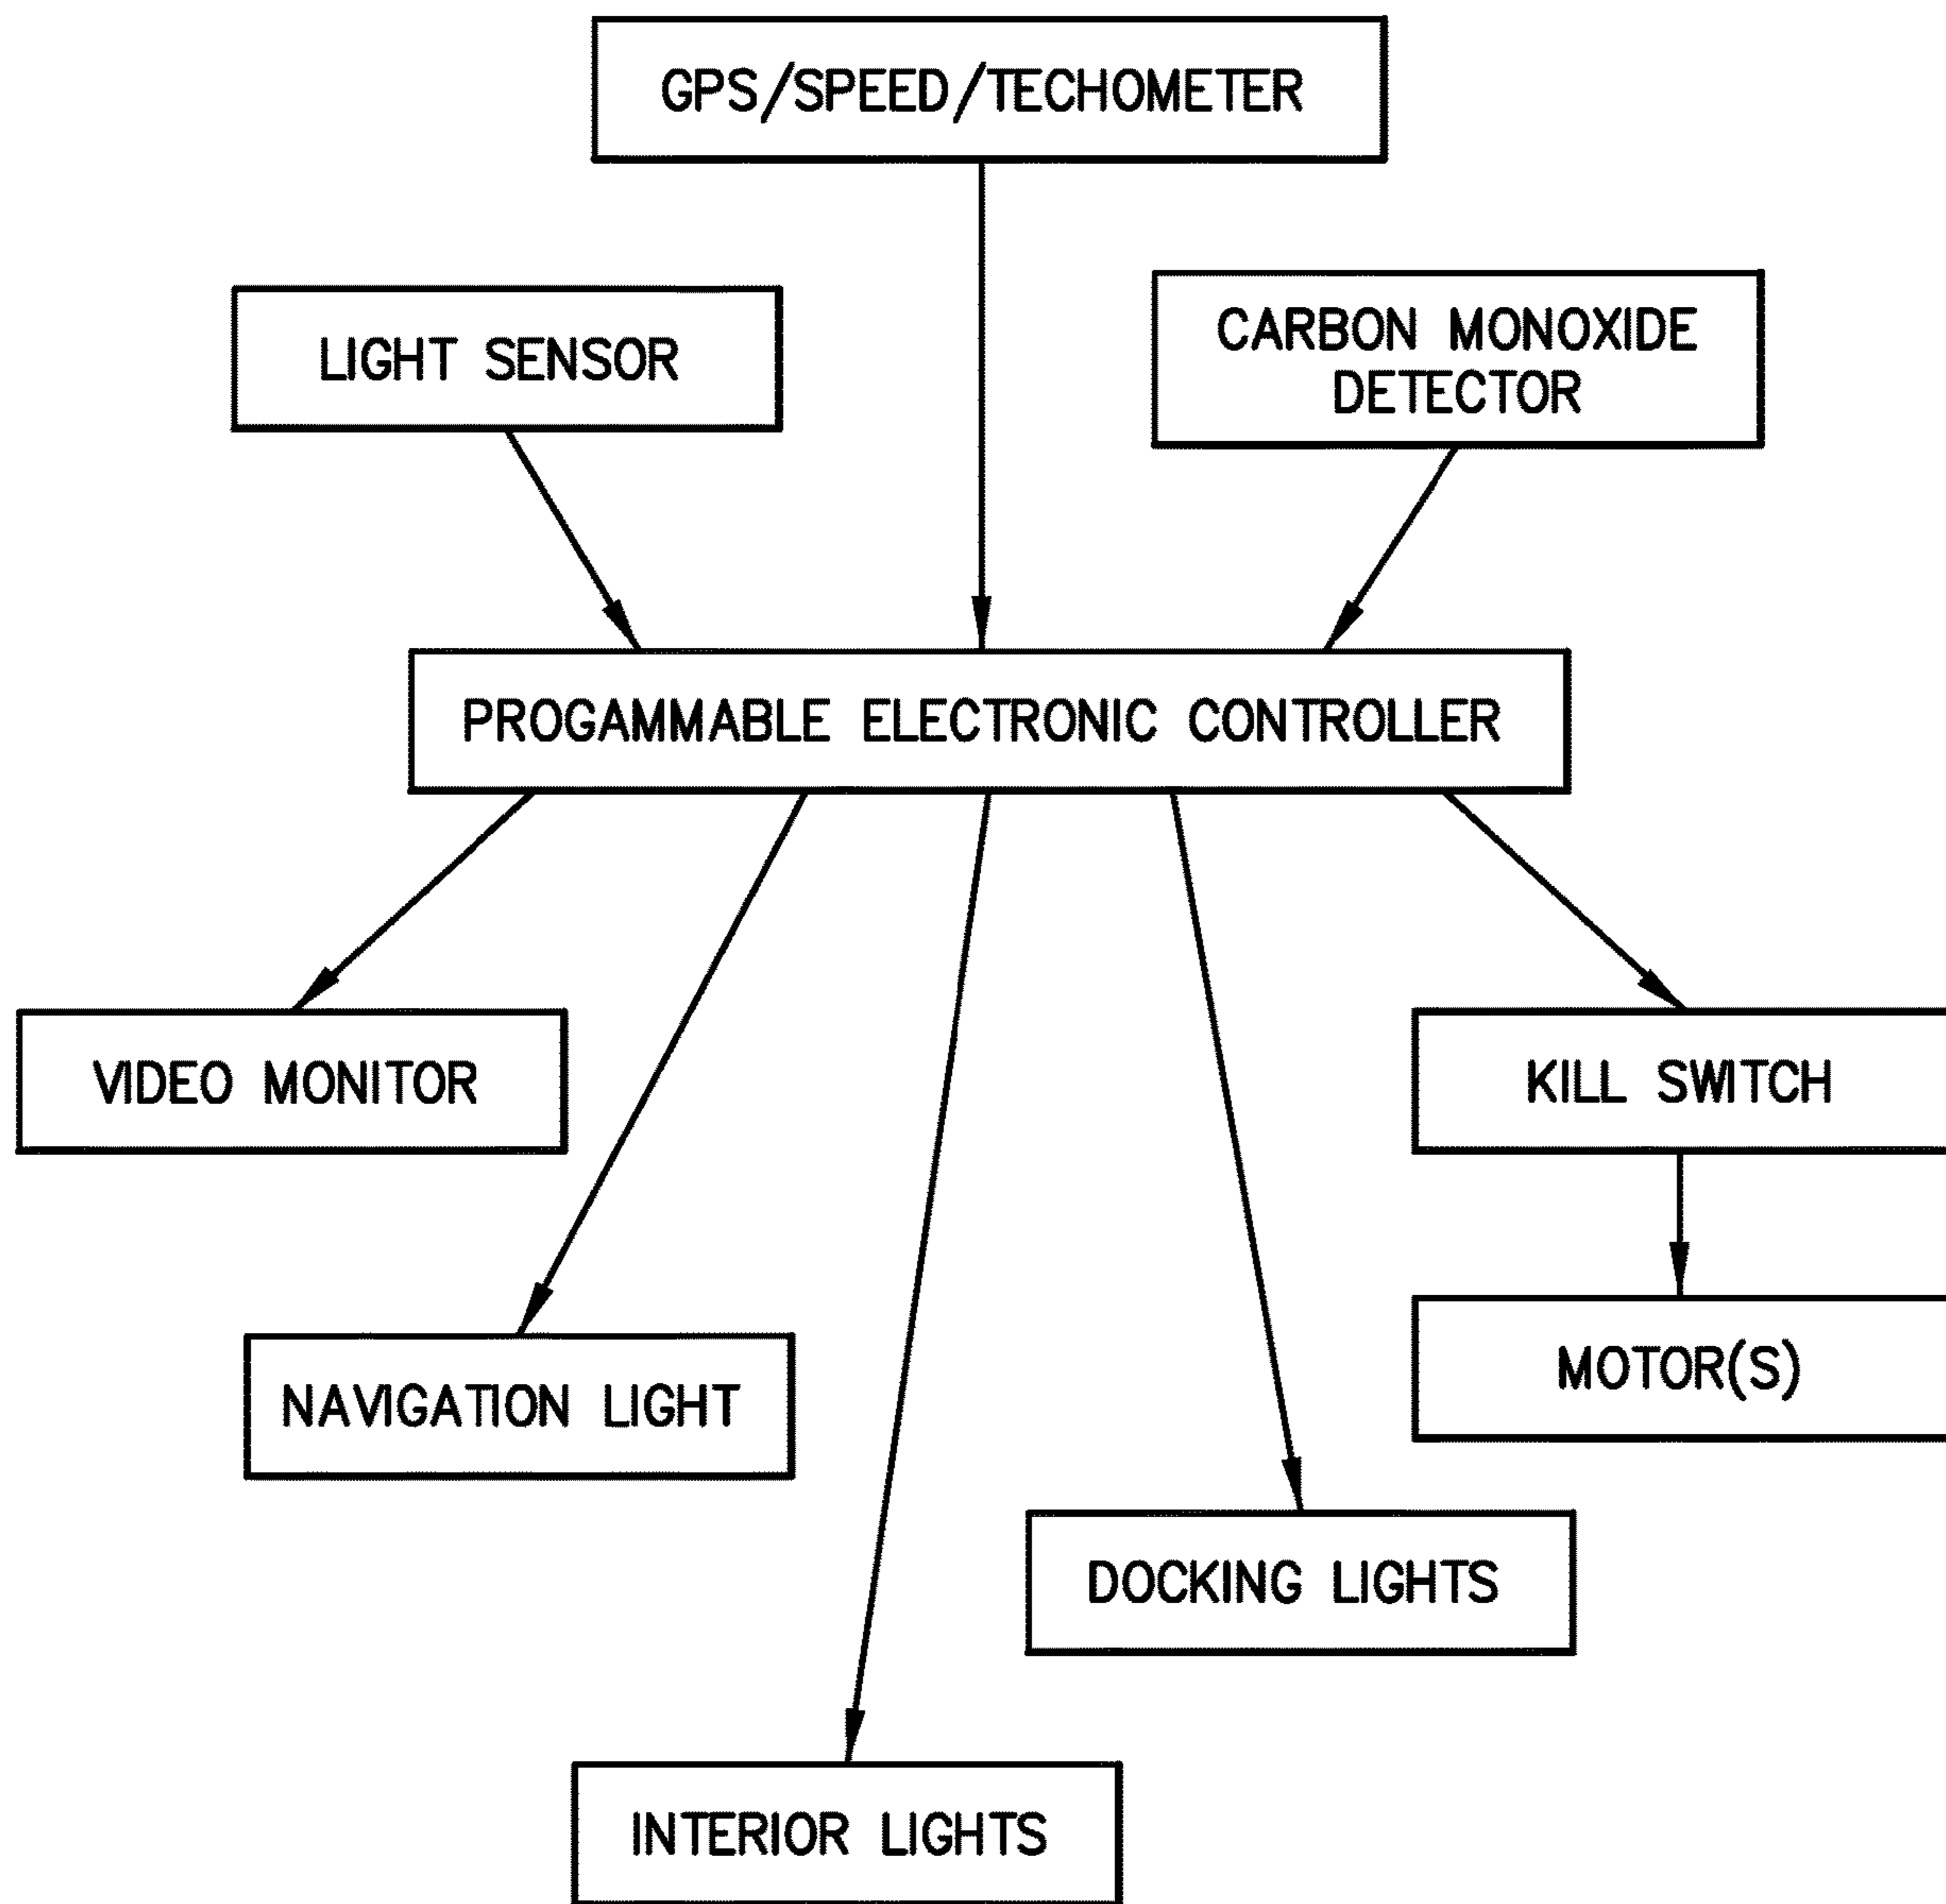 GPS/SPEED/TECHOMETER
LIGHT SENSOR
CARBON MONOXIDE
DETECTOR
PROGAMMABLE ELECTRONIC CONTROLLER
VIDEO MONITOR
KILL SWITCH
NAVIGATION LIGHT
MOTOR(S)
DOCKING LIGHTS
INTERIOR LIGHTS